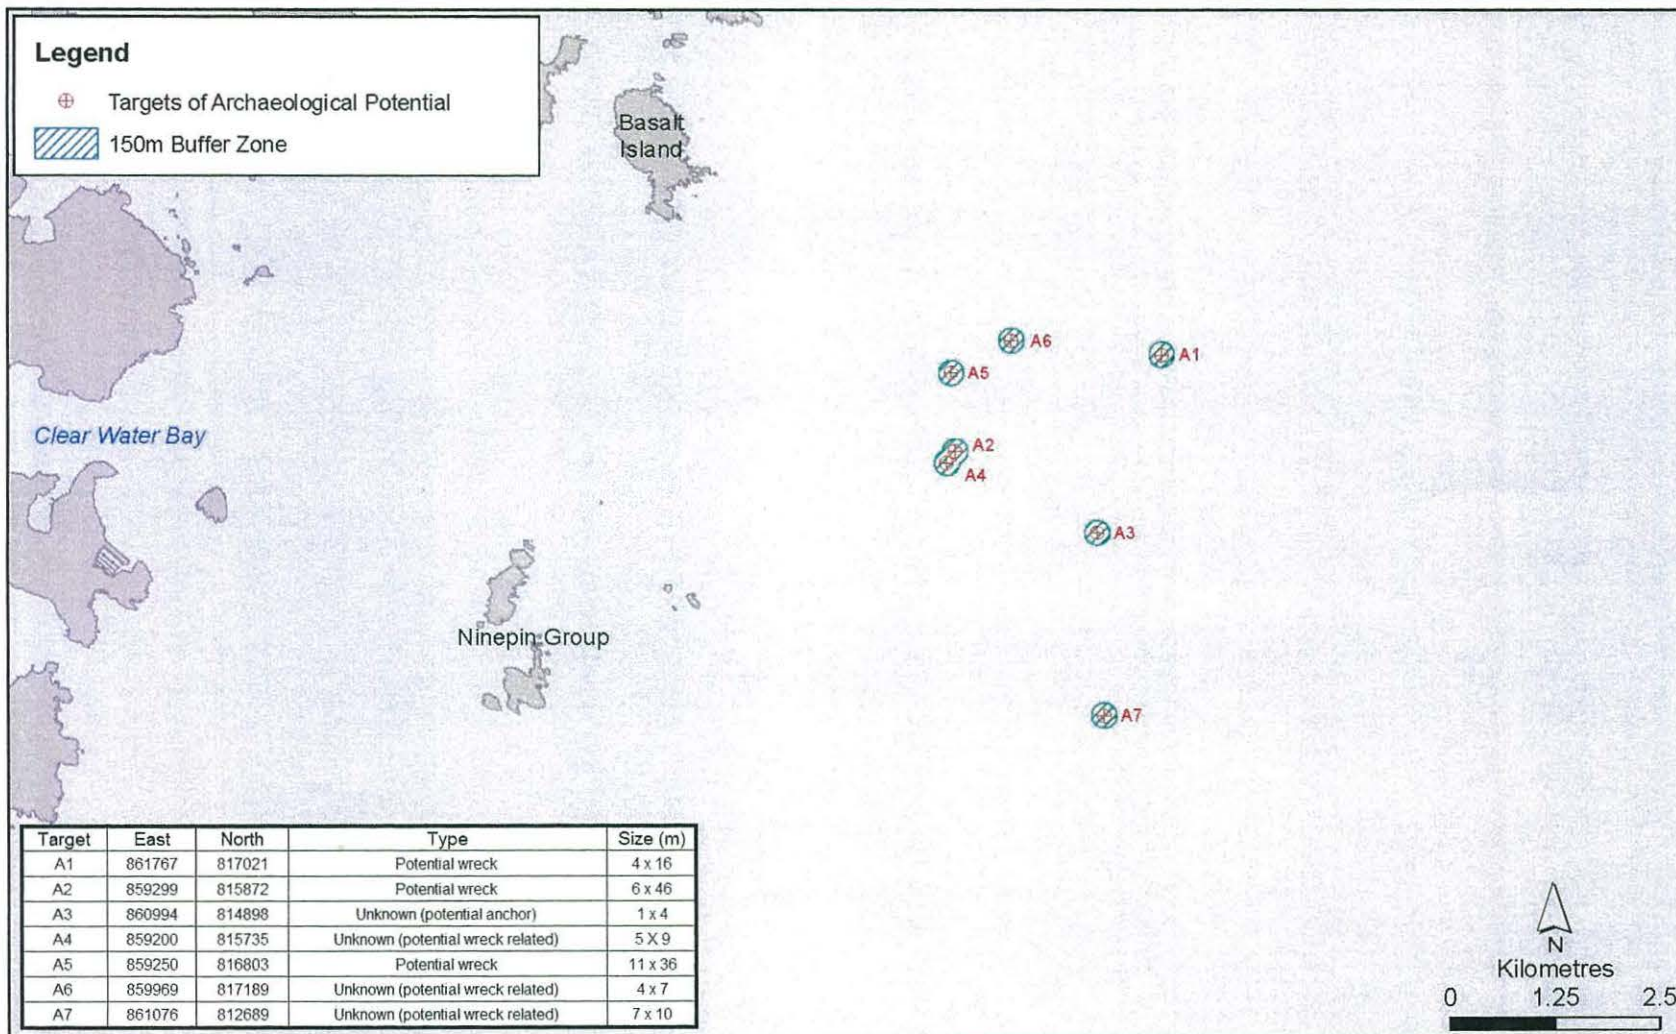 Legend
Targets of Archaeological Potential
150m Buffer Zone
Basalt
Island
A6
A1
A5
Clear Water Bay
A2
A4
A3
Ninepin Group
A7
Target East North Type Size (m)
A1 861767 817021 Potential wreck 4 x 16
A2 859299 815872 Potential wreck 6 x 46
A3 860994 814898 Unknown (potential anchor) 1 x 4
A4 859200 815735 Unknown (potential wreck related) 5 X 9
A5 859250 816803 Potential wreck 11 x 36
A6 859969 817189 Unknown (potential wreck related) 4 x 7
A7 861076 812689 Unknown (potential wreck related) 7 x 10
N
Kilometres
0 1.25 2.5